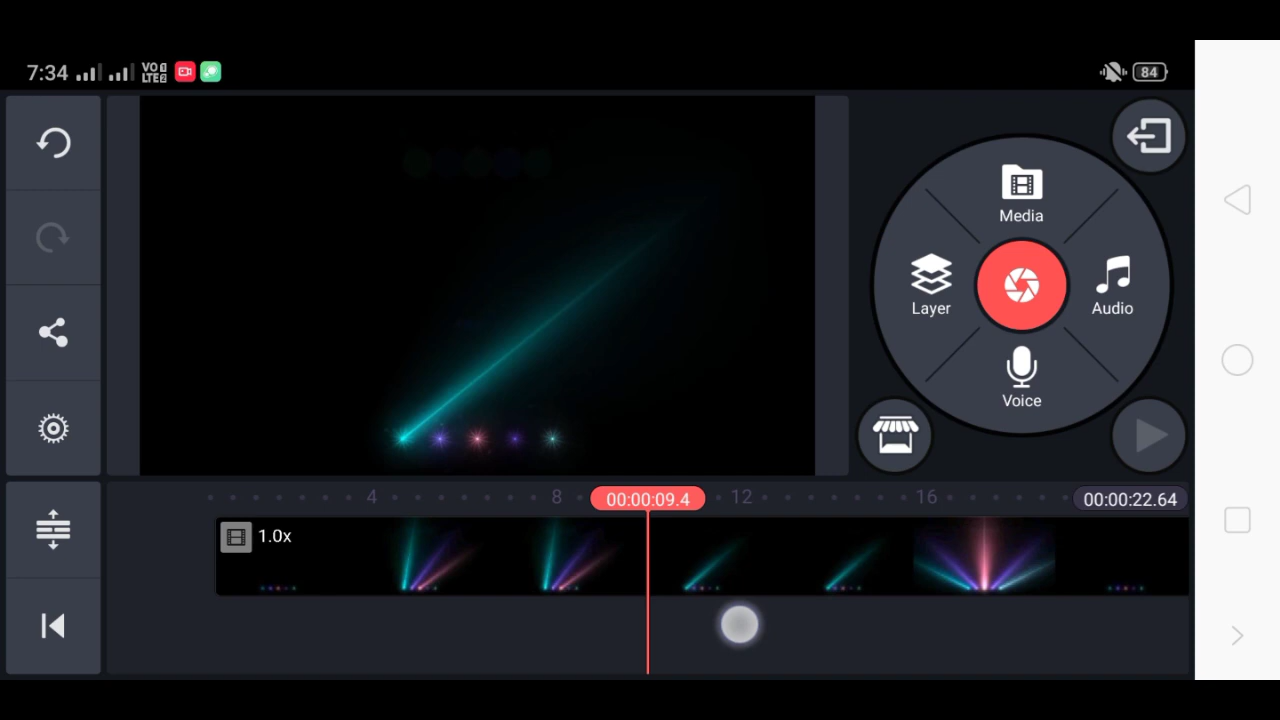 7:34
VO
LTE2
84
Media
Layer
Audio
Voice
4
8
00:00:09.4
12
16
00:00:22.64
1.0x